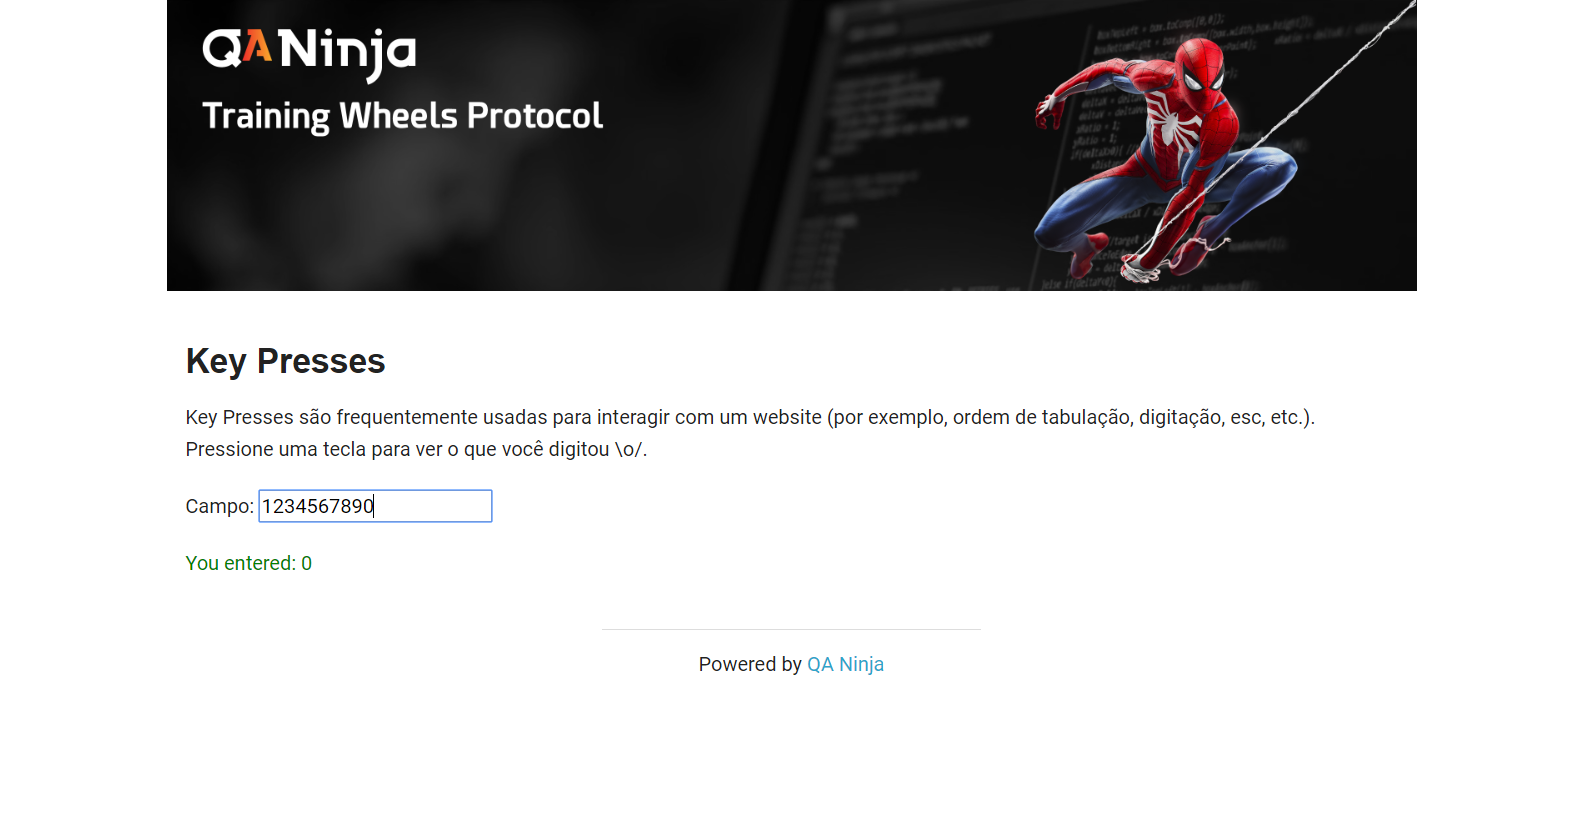 QANinja
Training Wheels Protocol
Key Presses
Key Presses são frequentemente usadas para interagir com um website (por exemplo, ordem de tabulação, digitação, esc, etc.).
Pressione uma tecla para ver o que você digitou \o/.
Campo: 1234567890
You entered: 0
Powered by QA Ninja